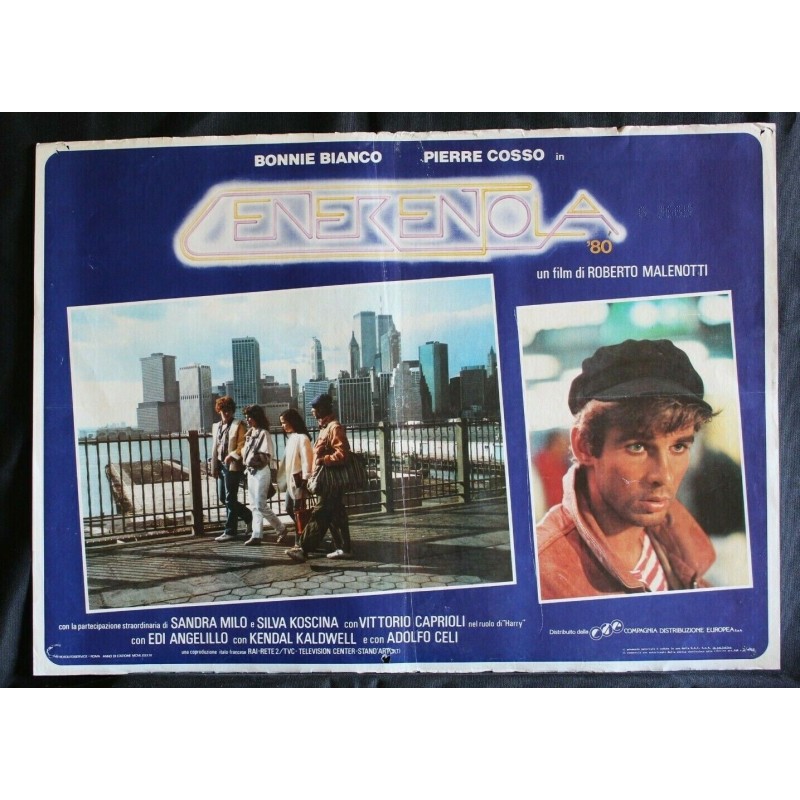 BONNIE BIANCO PIERRE COSSO in
CENERENTOLA
'80
un film di ROBERTO MALENOTTI
con la partecipazione straordinaria di SANDRA MILO e SILVA KOSCINA con VITTORIO CAPRIOLI nel ruolo di "Harry"
con EDI ANGELILLO con KENDAL KALDWELL e con ADOLFO CELI
una coproduzione italo francese RAI-RETE 2/TVC-TELEVISION CENTER-STAND'ART
Distribuito dalla CDE COMPAGNIA DISTRIBUZIONE EUROPEA